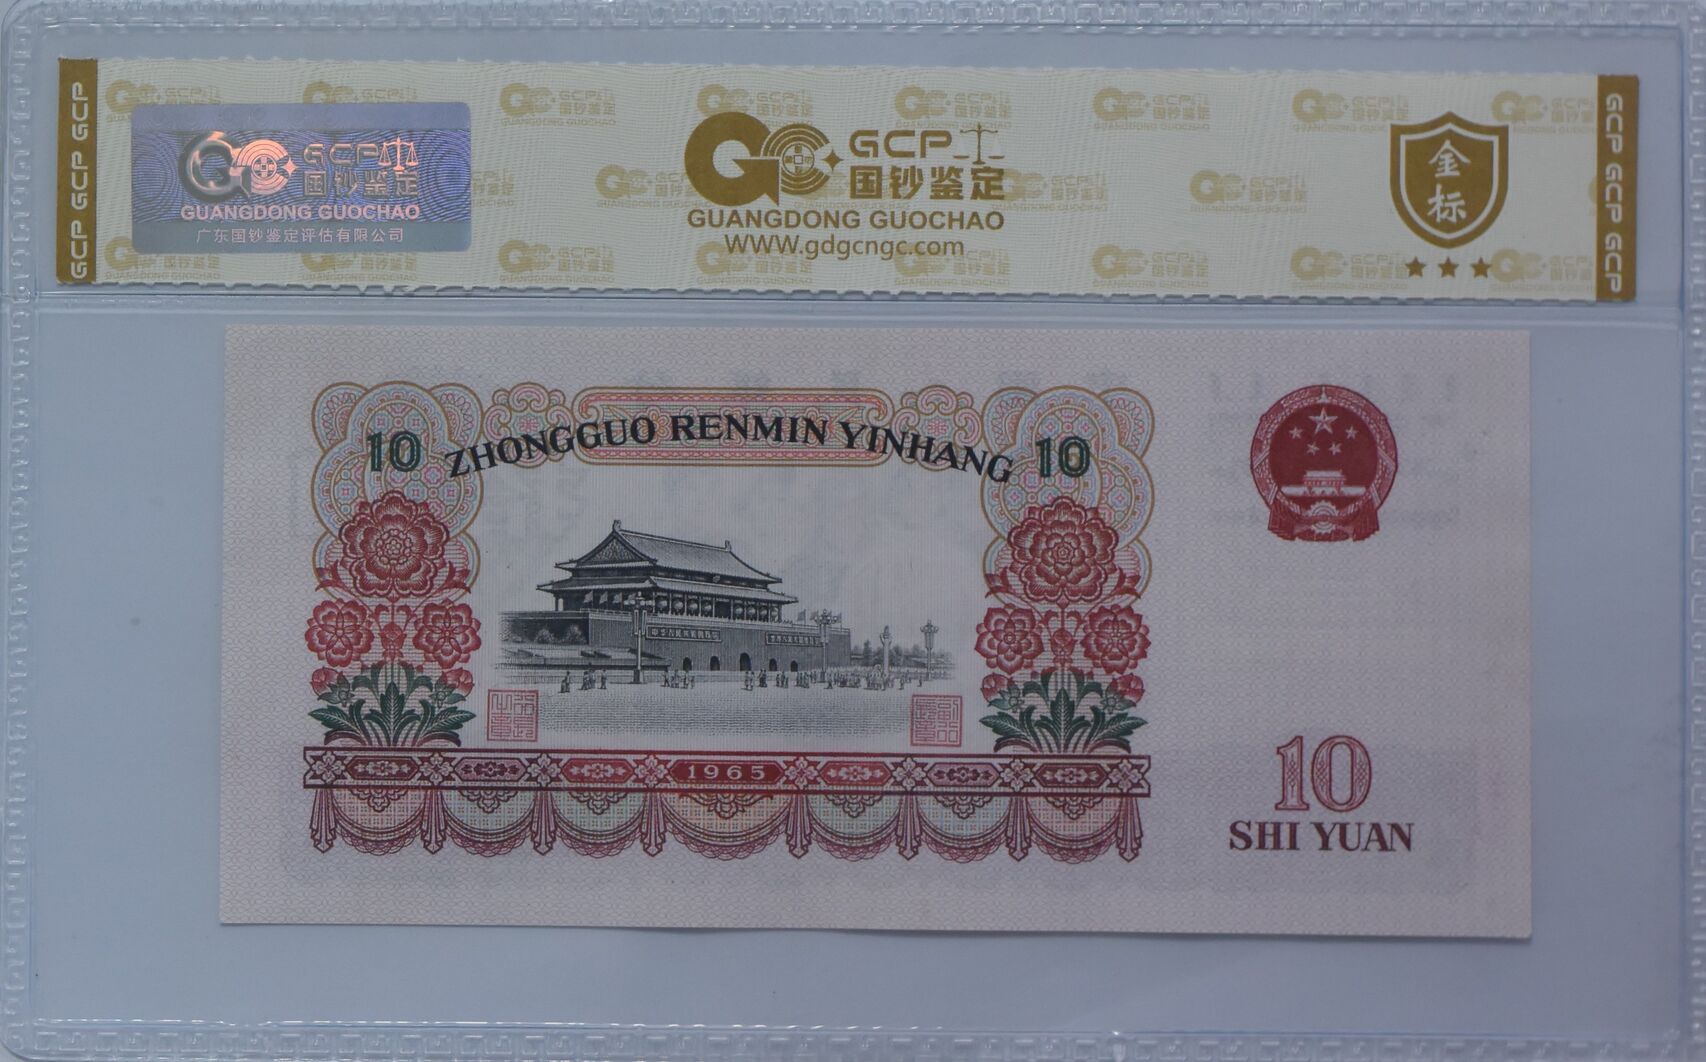 GCP GCP GCP
GCP
国钞鉴定
GUANGDONG GUOCHAO
广东国钞鉴定评估有限公司
GCP
国钞鉴定
GUANGDONG GUOCHAO
WWW.gdgcngc.com
金标
GCP GCP GCP
10 ZHONGGUO RENMIN YINHANG 10
1965
10
SHI YUAN